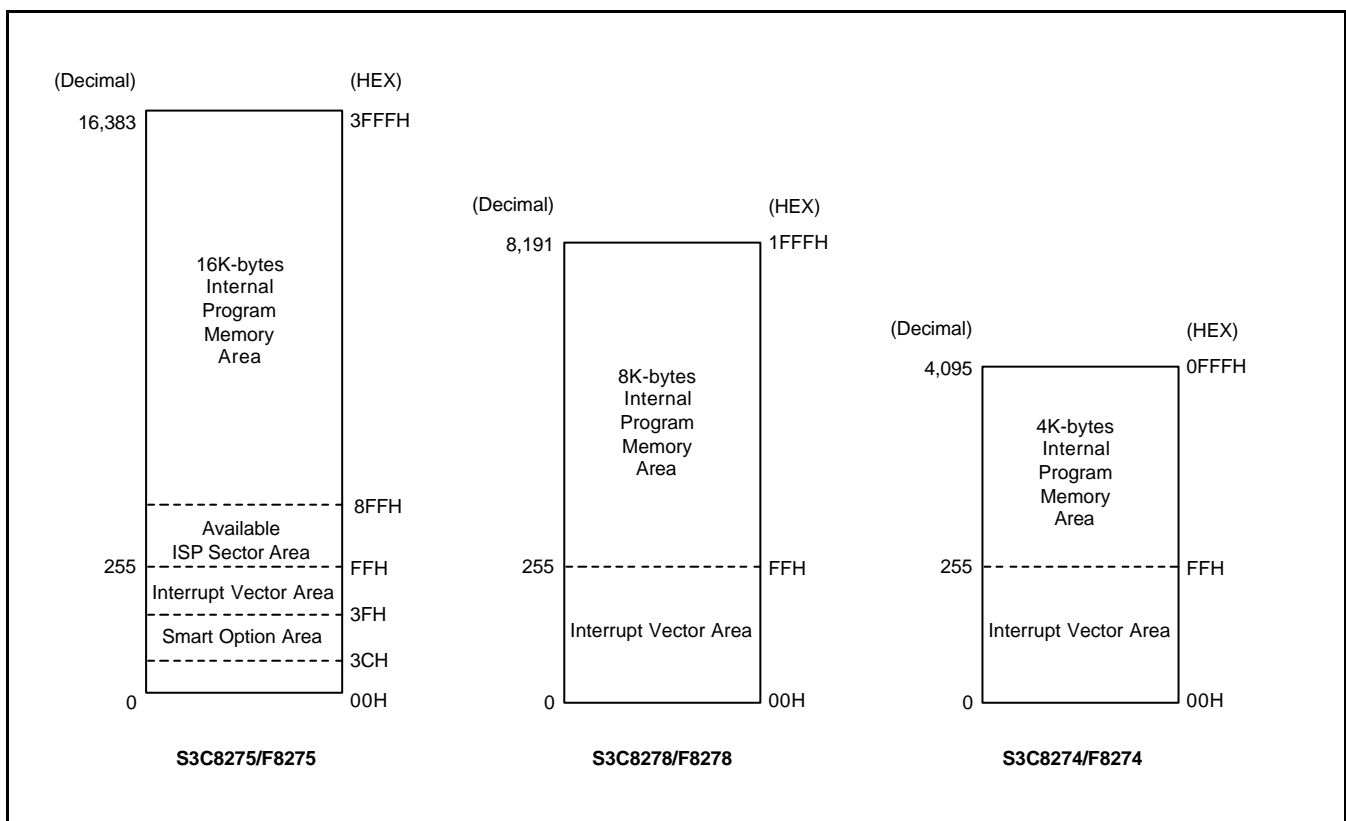 (Decimal)
(HEX)
16,383
3FFFH
16K-bytes
Internal
Program
Memory
Area
8FFH
Available
ISP Sector Area
255
FFH
Interrupt Vector Area
3FH
Smart Option Area
3CH
0
00H
S3C8275/F8275
(Decimal)
(HEX)
8,191
1FFFH
8K-bytes
Internal
Program
Memory
Area
255
FFH
Interrupt Vector Area
0
00H
S3C8278/F8278
(Decimal)
(HEX)
4,095
0FFFH
4K-bytes
Internal
Program
Memory
Area
255
FFH
Interrupt Vector Area
0
00H
S3C8274/F8274